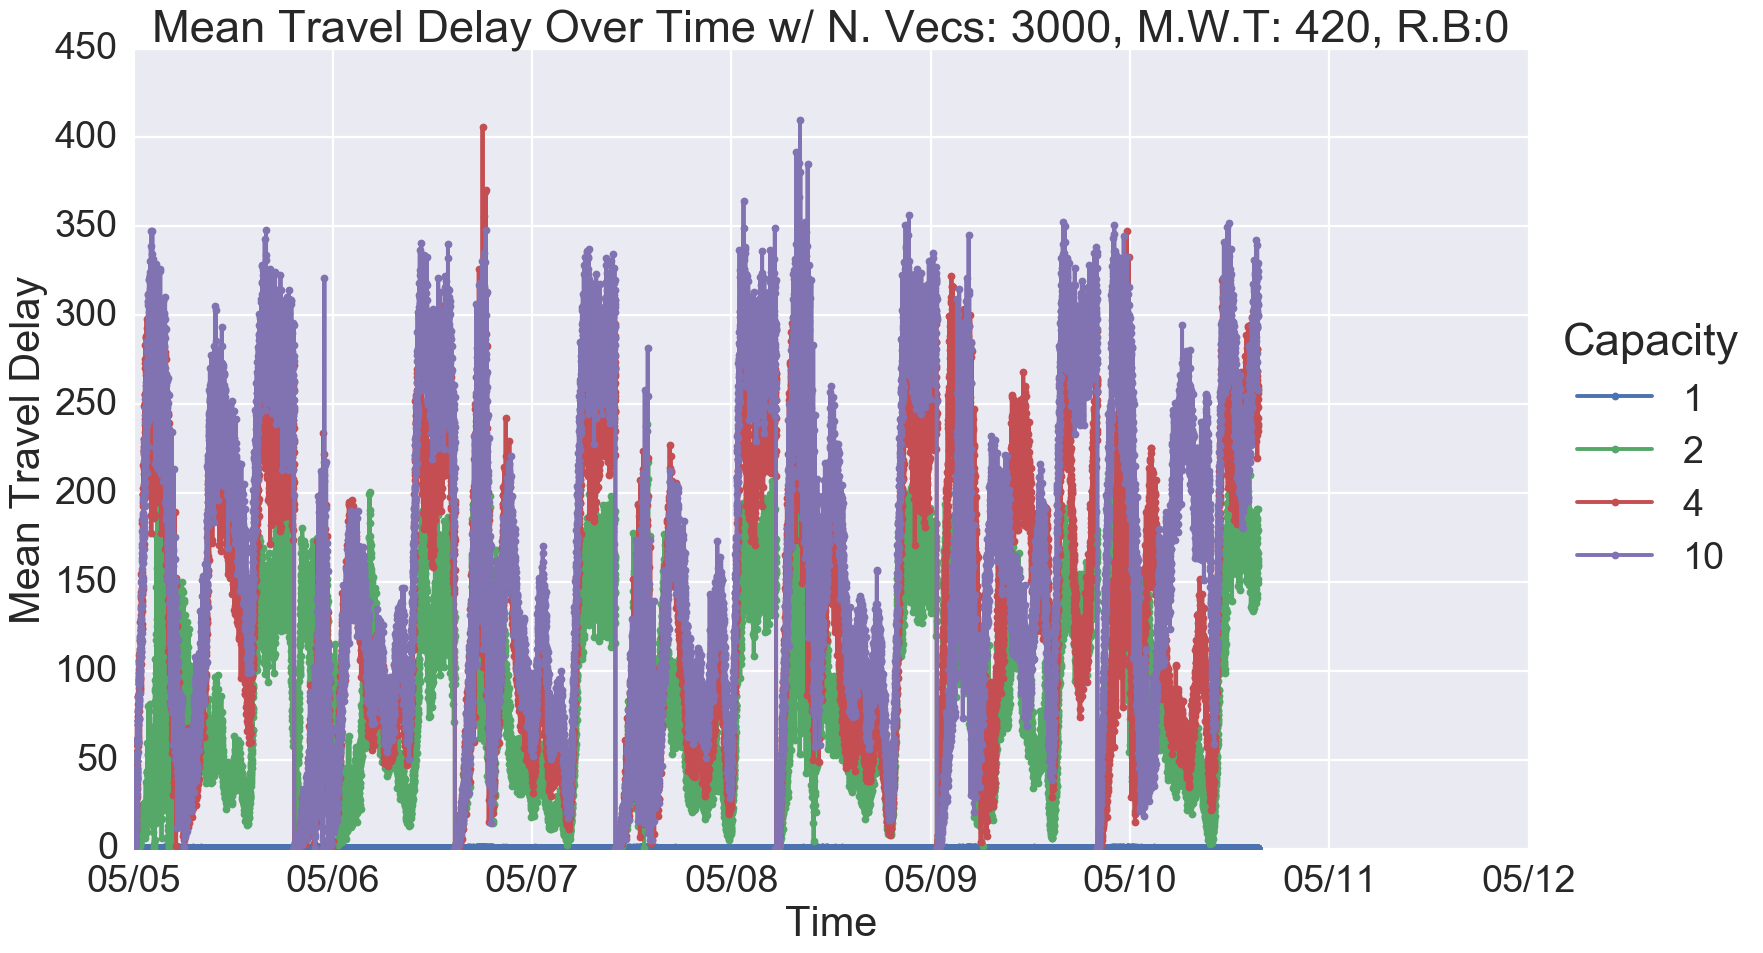 Mean Travel Delay Over Time w/ N. Vecs: 3000, M.W.T: 420, R.B:0
Mean Travel Delay
450
400
350
300
250
200
150
100
50
0
05/05 05/06 05/07 05/08 05/09 05/10 05/11 05/12
Time
Capacity
1
2
4
10